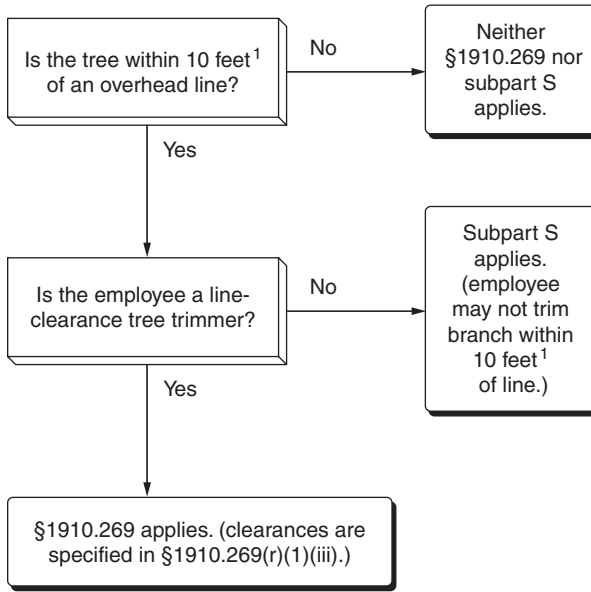 Is the tree within 10 feet¹
of an overhead line?
No
Neither
§1910.269 nor
subpart S
applies.
Yes
Is the employee a line-
clearance tree trimmer?
No
Subpart S
applies.
(employee
may not trim
branch within
10 feet¹
of line.)
Yes
§1910.269 applies. (clearances are
specified in §1910.269(r)(1)(iii).)